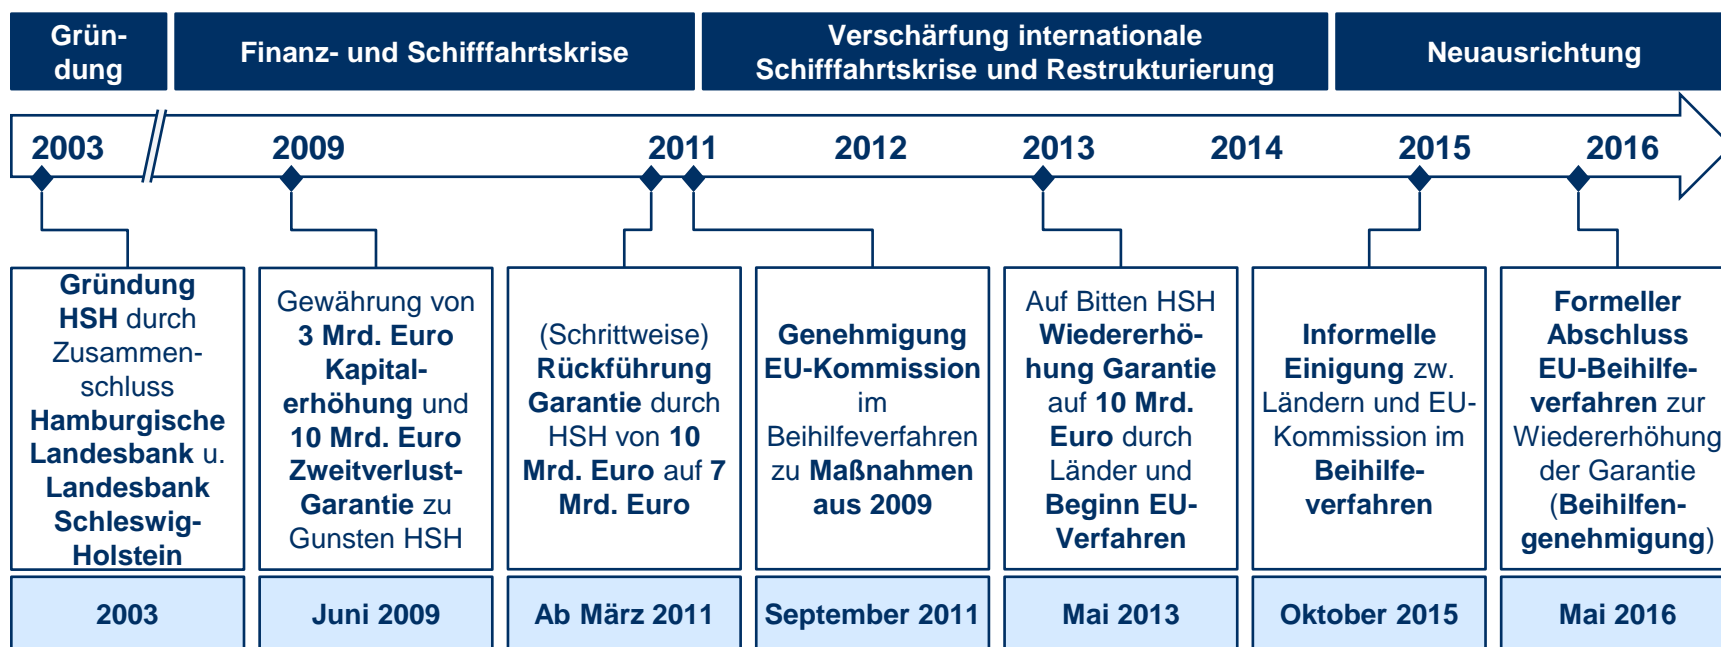 Grün-
dung
Finanz- und Schifffahrtskrise
Verschärfung internationale
Schifffahrtskrise und Restrukturierung
Neuausrichtung
2003
2009
2011
2012
2013
2014
2015
2016
Gründung
HSH durch
Zusammen-
schluss
Hamburgische
Landesbank u.
Landesbank
Schleswig-
Holstein
2003
Gewährung von
3 Mrd. Euro
Kapital-
erhöhung und
10 Mrd. Euro
Zweitverlust-
Garantie zu
Gunsten HSH
Juni 2009
(Schrittweise)
Rückführung
Garantie durch
HSH von 10
Mrd. Euro auf 7
Mrd. Euro
Ab März 2011
Genehmigung
EU-Kommission
im
Beihilfeverfahren
zu Maßnahmen
aus 2009
September 2011
Auf Bitten HSH
Wiedererhö-
hung Garantie
auf 10 Mrd.
Euro durch
Länder und
Beginn EU-
Verfahren
Mai 2013
Informelle
Einigung zw.
Ländern und EU-
Kommission im
Beihilfe-
verfahren
Oktober 2015
Formeller
Abschluss
EU-Beihilfe-
verfahren zur
Wiedererhöhung
der Garantie
(Beihilfen-
genehmigung)
Mai 2016